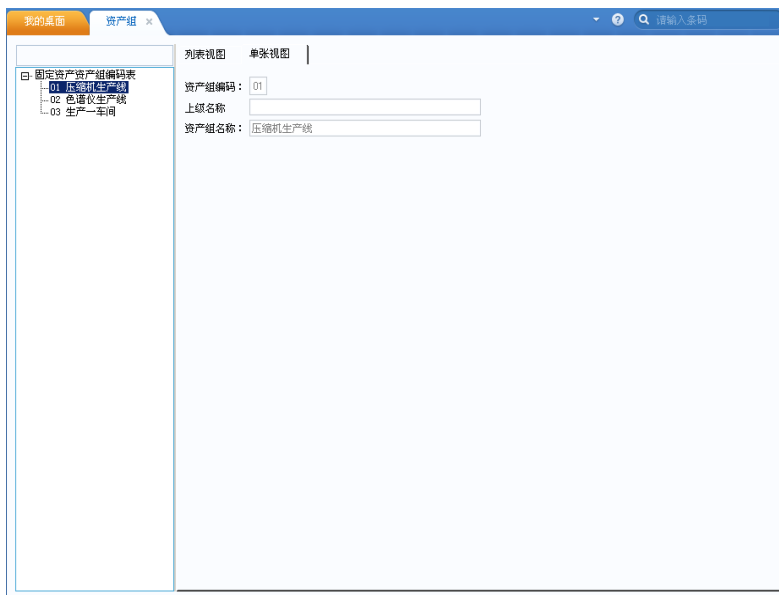 我的桌面 资产组 ×
请输入条码
列表视图 单张视图
固定资产资产组编码表
01 压缩机生产线
02 色谱仪生产线
03 生产一车间
资产组编码： 01
上级名称
资产组名称： 压缩机生产线